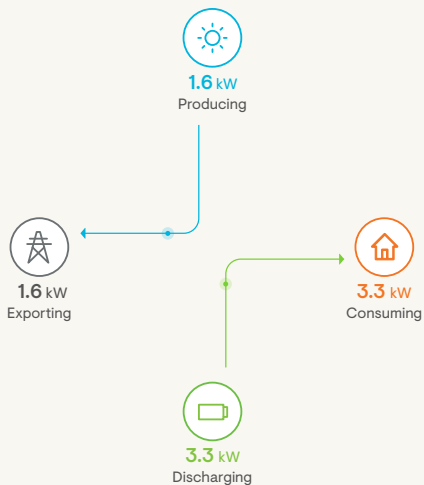 1.6 kW
Producing
1.6 kW
Exporting
3.3 kW
Consuming
3.3 kW
Discharging